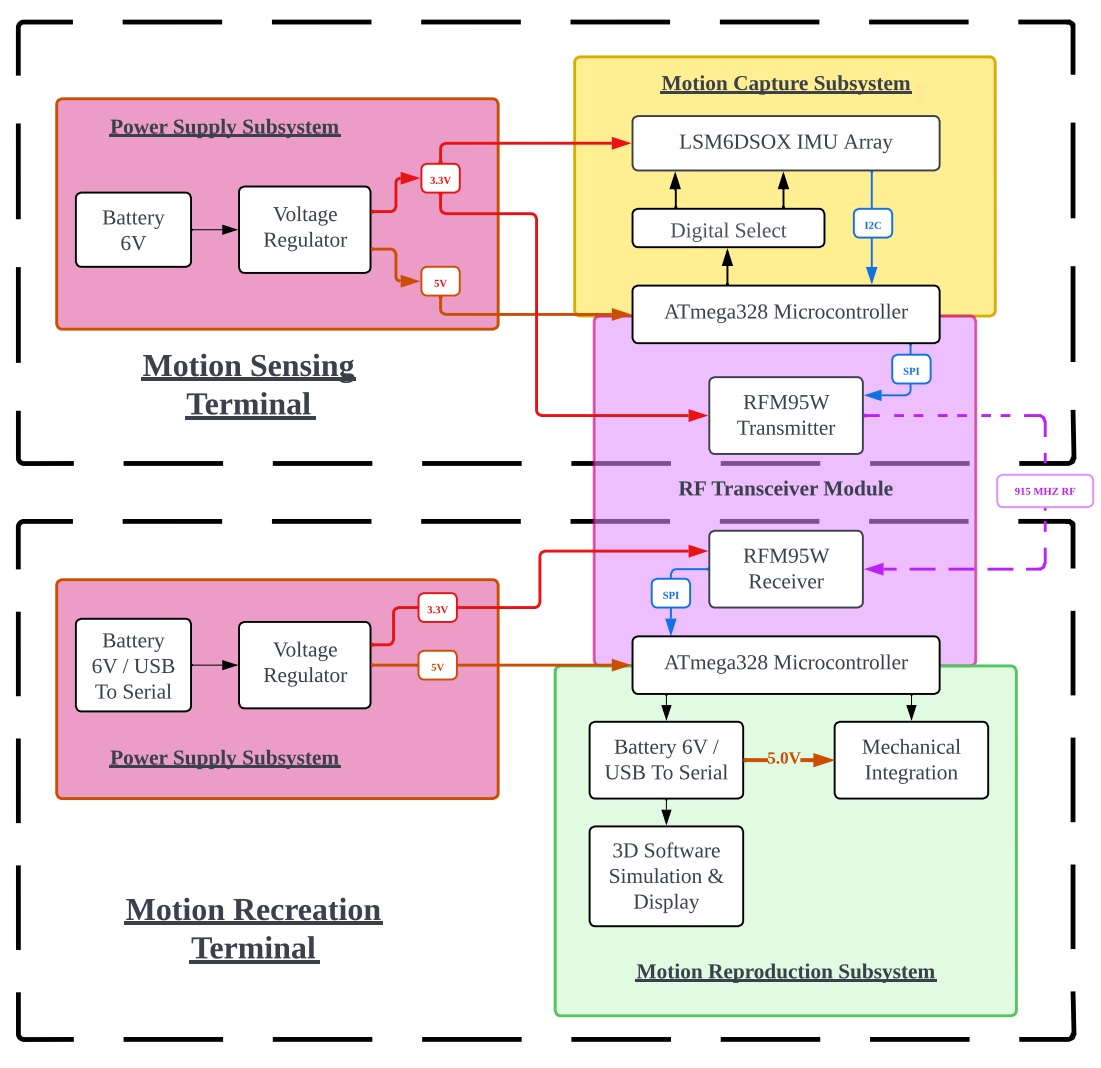 Motion Capture Subsystem
Power Supply Subsystem
LSM6DSOX IMU Array
3.3V
Battery
6V
Voltage
Regulator
Digital Select
I2C
5V
ATmega328 Microcontroller
Motion Sensing
Terminal
SPI
RFM95W
Transmitter
RF Transceiver Module
915 MHZ RF
RFM95W
Receiver
SPI
3.3V
Battery
6V / USB
To Serial
Voltage
Regulator
5V
ATmega328 Microcontroller
Power Supply Subsystem
Battery 6V /
USB To Serial
5.0V
Mechanical
Integration
3D Software
Simulation &
Display
Motion Recreation
Terminal
Motion Reproduction Subsystem